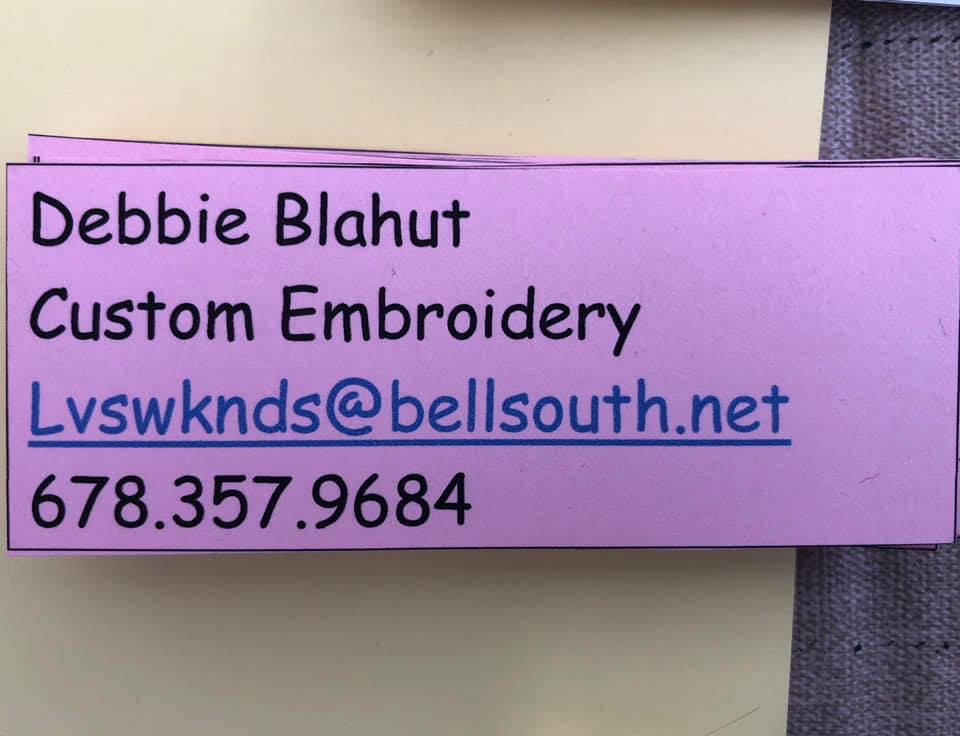 Debbie Blahut
Custom Embroidery
Lvswknds@bellsouth.net
678.357.9684